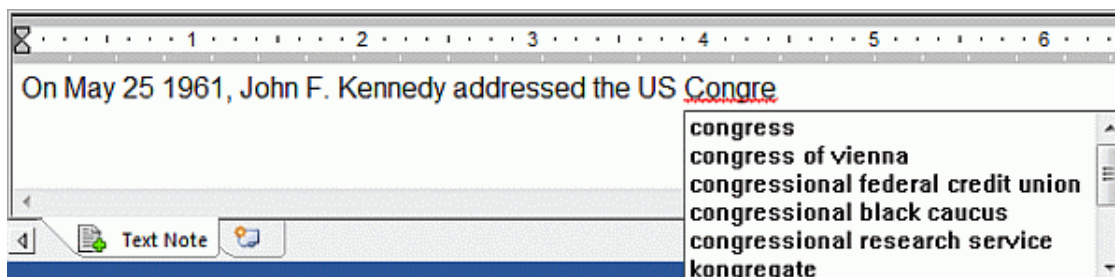 1 2 3 4 5 6
On May 25 1961, John F. Kennedy addressed the US Congre
congress
congress of vienna
congressional federal credit union
congressional black caucus
congressional research service
kongregate
Text Note